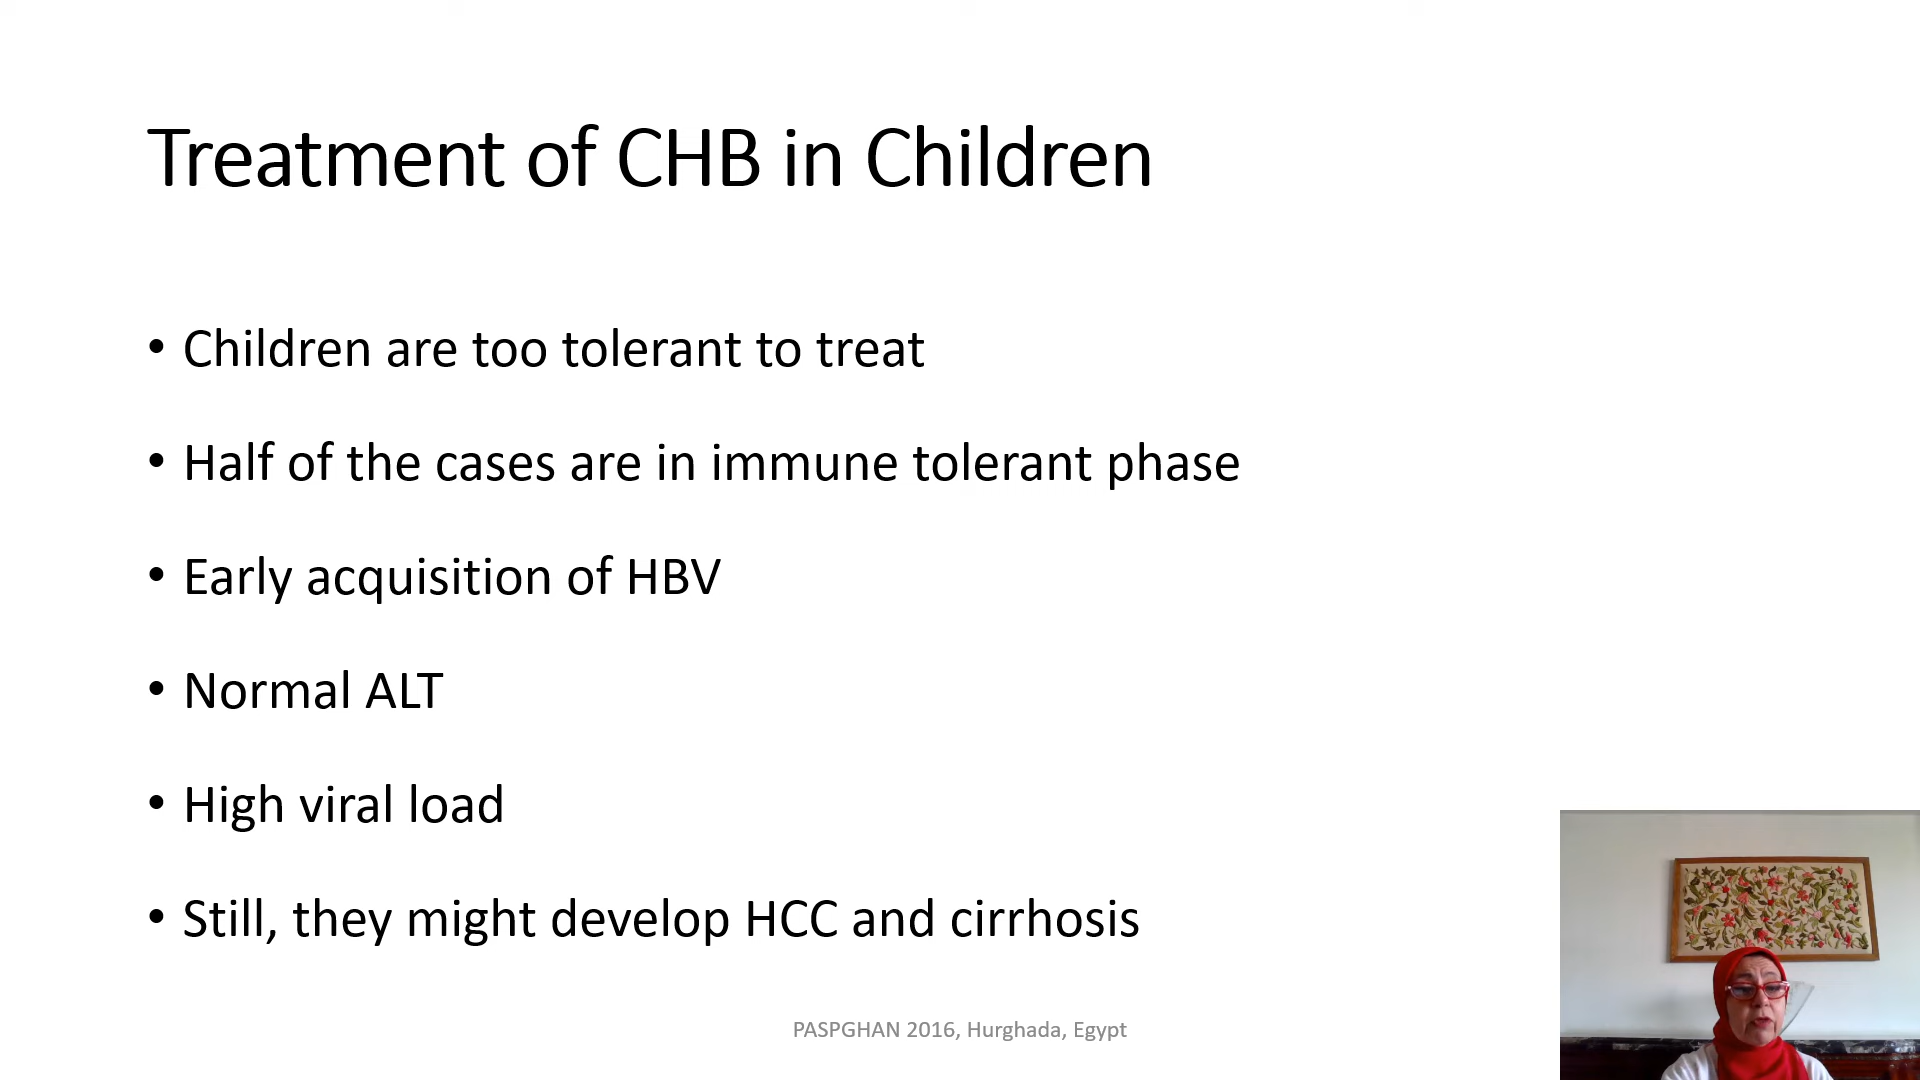 Treatment of CHB in Children
• Children are too tolerant to treat
• Half of the cases are in immune tolerant phase
• Early acquisition of HBV
• Normal ALT
• High viral load
• Still, they might develop HCC and cirrhosis
PASPGHAN 2016, Hurghada, Egypt